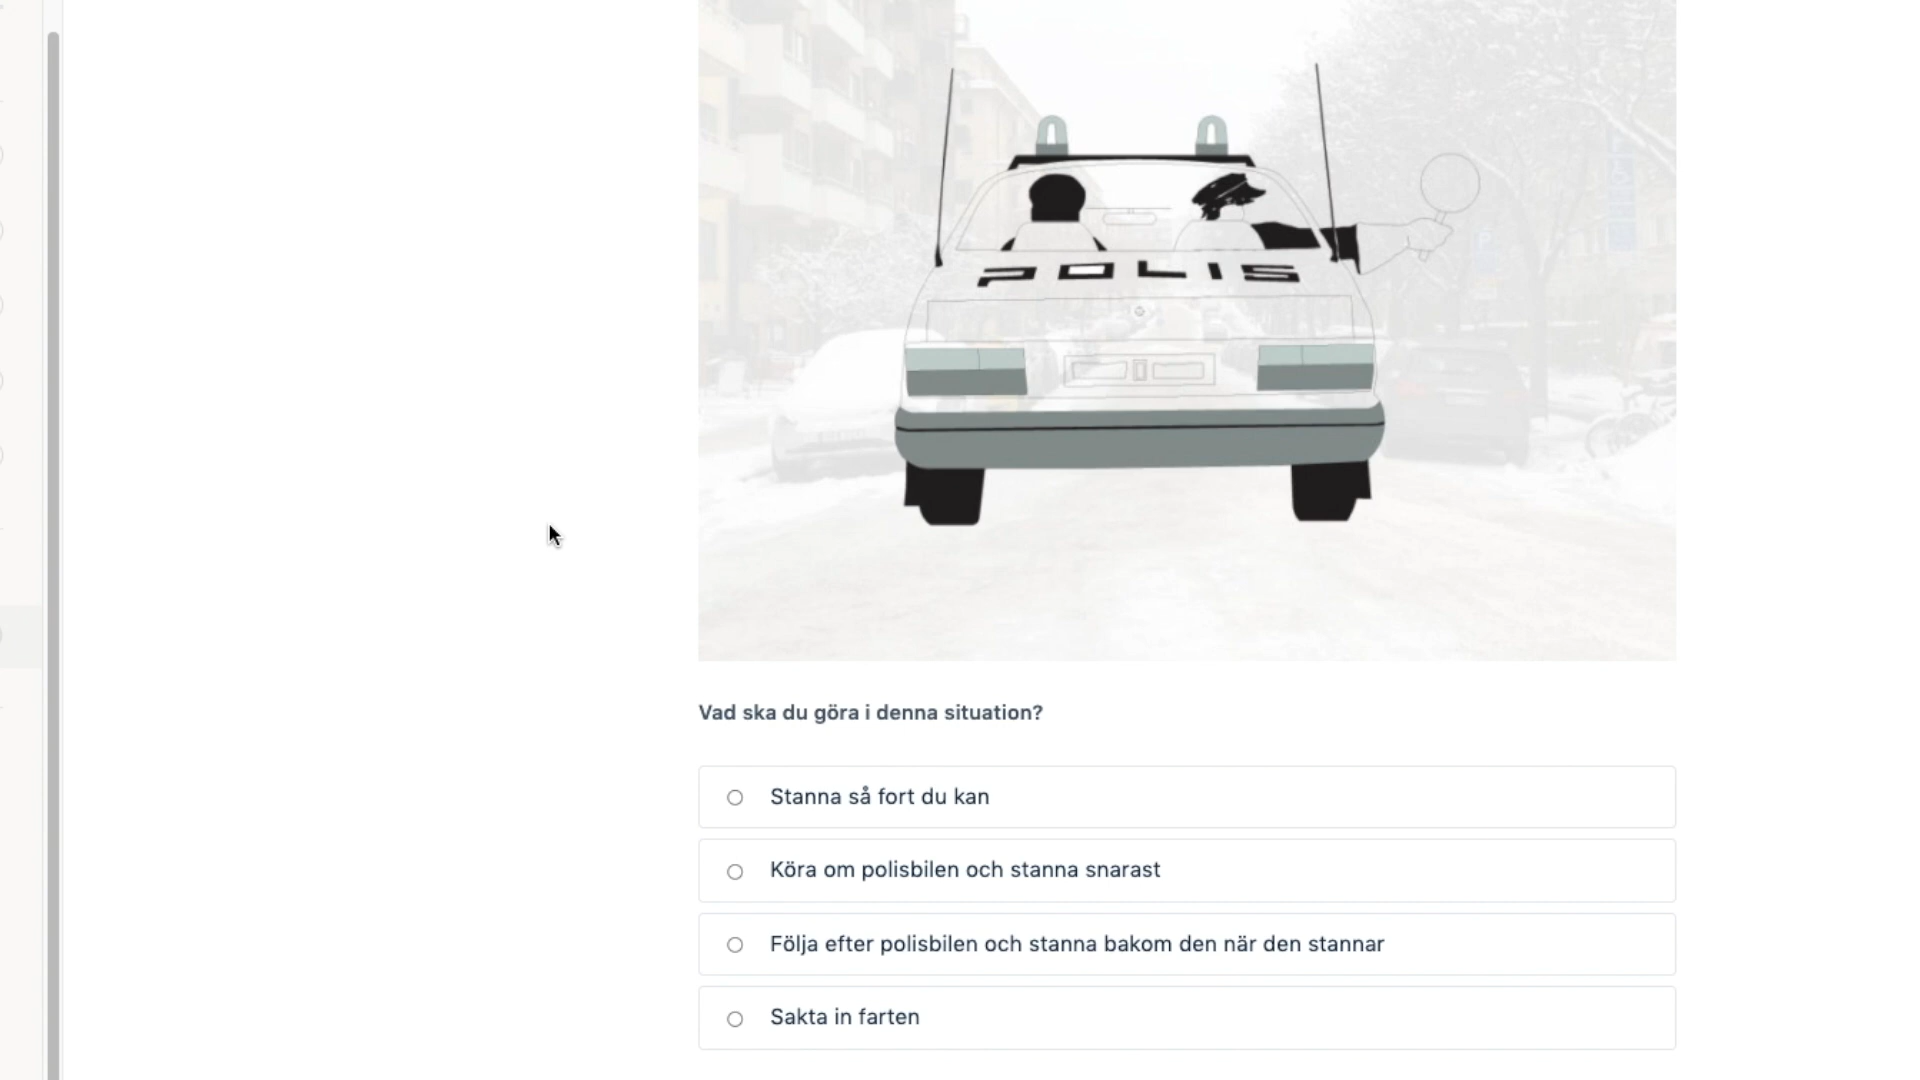 POLIS
Vad ska du göra i denna situation?
Stanna så fort du kan
Köra om polisbilen och stanna snarast
Följa efter polisbilen och stanna bakom den när den stannar
Sakta in farten